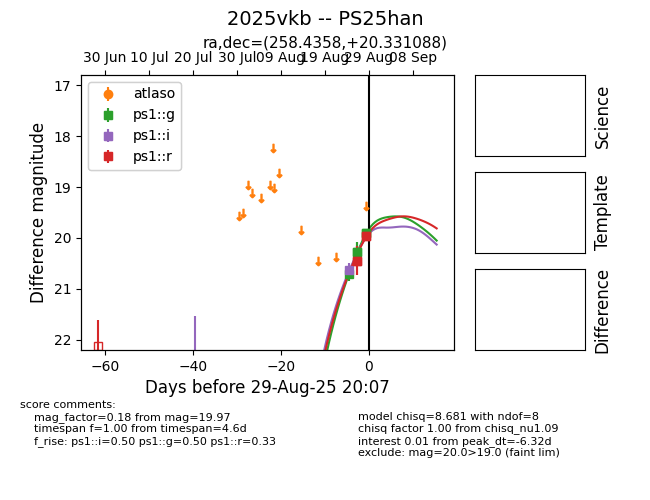 2025vkb -- PS25han
ra,dec=(258.4358,+20.331088)
30 Jun 10 Jul 20 Jul 30 Jul 09 Aug 19 Aug 29 Aug 08 Sep
atlaso
ps1::g
ps1::i
ps1::r
17
18
19
20
21
22
Difference magnitude
−60 −40 −20 0
Days before 29-Aug-25 20:07
Science
Template
Difference
score comments:
mag_factor=0.18 from mag=19.97
timespan f=1.00 from timespan=4.6d
f_rise: ps1::i=0.50 ps1::g=0.50 ps1::r=0.33
model chisq=8.681 with ndof=8
chisq factor 1.00 from chisq_nu1.09
interest 0.01 from peak_dt=-6.32d
exclude: mag=20.0>19.0 (faint lim)